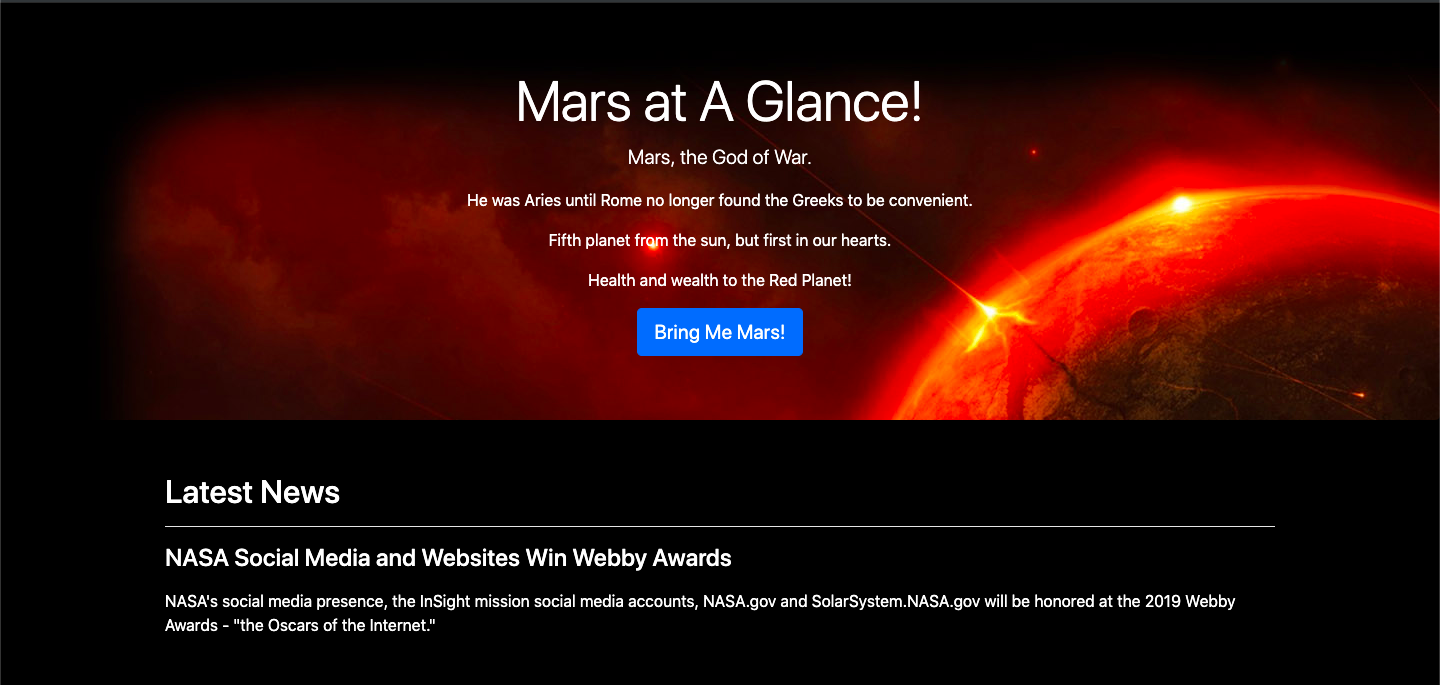 Mars at A Glance!
Mars, the God of War.
He was Aries until Rome no longer found the Greeks to be convenient.
Fifth planet from the sun, but first in our hearts.
Health and wealth to the Red Planet!
Bring Me Mars!
Latest News
NASA Social Media and Websites Win Webby Awards
NASA's social media presence, the InSight mission social media accounts, NASA.gov and SolarSystem.NASA.gov will be honored at the 2019 Webby
Awards - "the Oscars of the Internet."